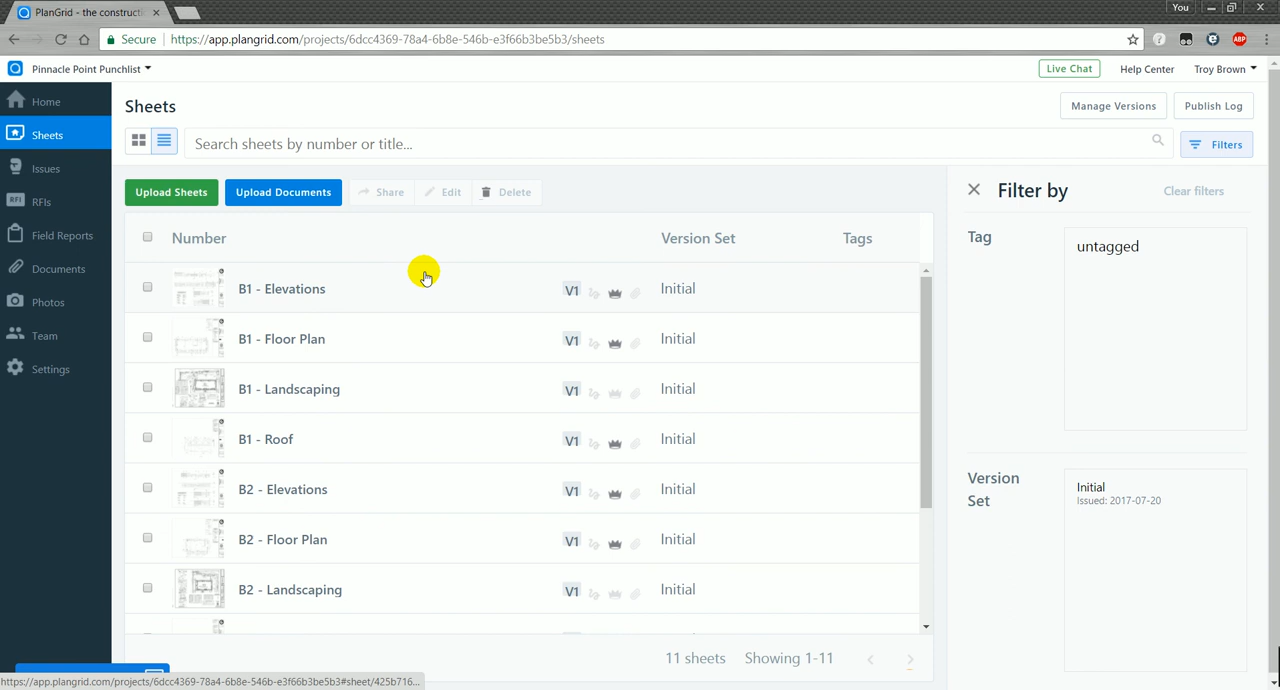 PlanGrid - the constructi
You
Secure
https://app.plangrid.com/projects/6dcc4369-78a4-6b8e-546b-e3f66b3be5b3/sheets
ABP
Pinnacle Point Punchlist
Live Chat
Help Center
Troy Brown
Home
Sheets
Issues
RFI
RFIs
Field Reports
Documents
Photos
Team
Settings
Sheets
Manage Versions
Publish Log
Search sheets by number or title...
Filters
Upload Sheets
Upload Documents
Share
Edit
Delete
Number
Version Set
Tags
B1 - Elevations V1 Initial
B1 - Floor Plan V1 Initial
B1 - Landscaping V1 Initial
B1 - Roof V1 Initial
B2 - Elevations V1 Initial
B2 - Floor Plan V1 Initial
B2 - Landscaping V1 Initial
11 sheets
Showing 1-11
Filter by
Clear filters
Tag
untagged
Version
Set
Initial
Issued: 2017-07-20
https://app.plangrid.com/projects/6dcc4369-78a4-6b8e-546b-e3f66b3be5b3#sheet/425b716...